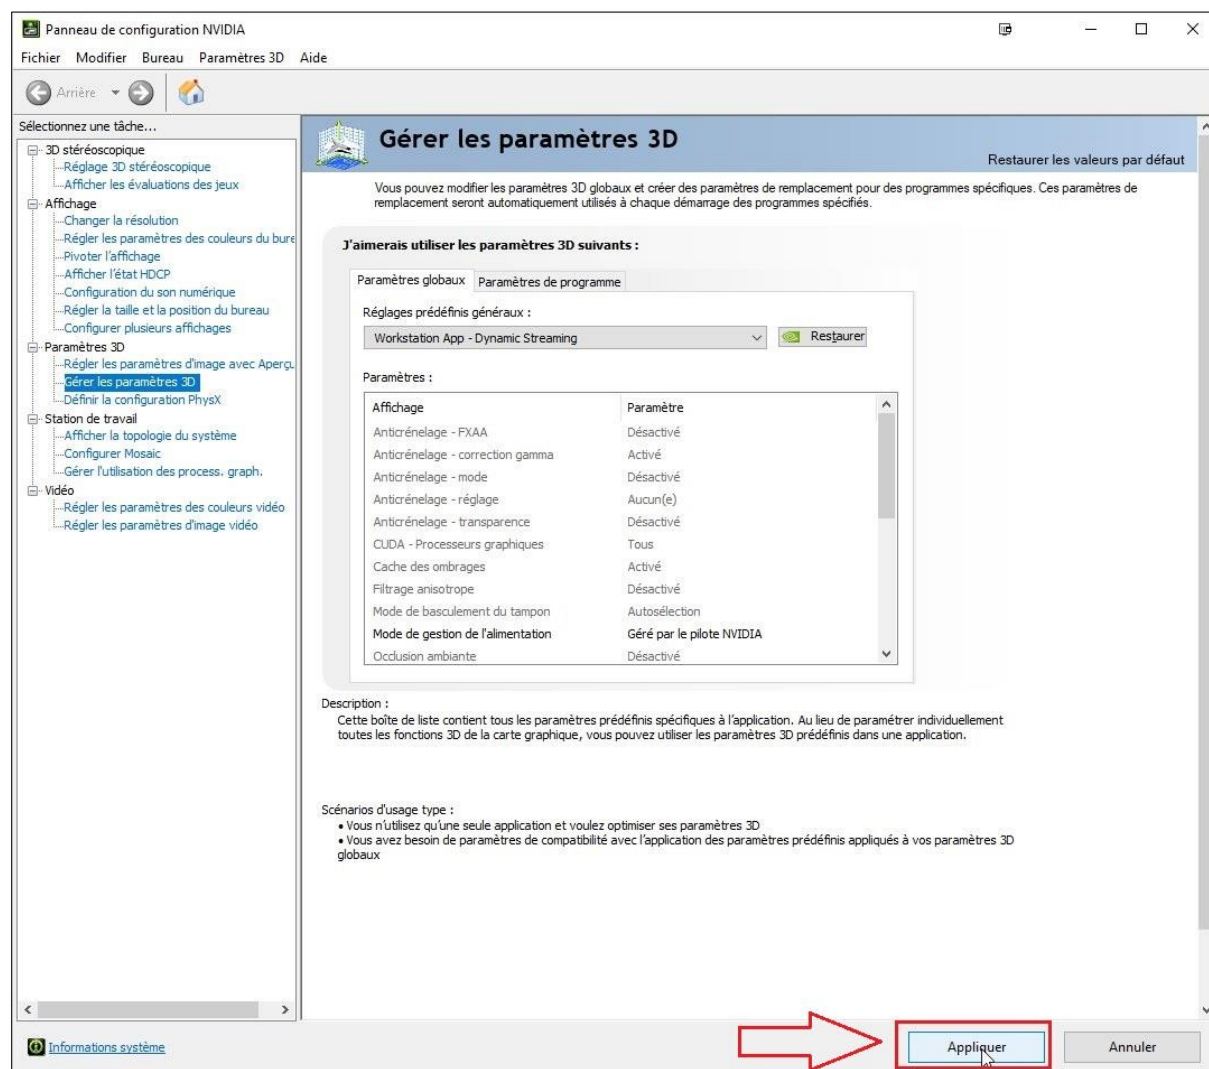 Panneau de configuration NVIDIA
Fichier Modifier Bureau Paramètres 3D Aide
Arrière
Sélectionnez une tâche...
3D stéréoscopique
Réglage 3D stéréoscopique
Afficher les évaluations des jeux
Affichage
Changer la résolution
Régler les paramètres des couleurs du bure
Pivoter l'affichage
Afficher l'état HDCP
Configuration du son numérique
Régler la taille et la position du bureau
Configurer plusieurs affichages
Paramètres 3D
Régler les paramètres d'image avec Aperçu
Gérer les paramètres 3D
Définir la configuration PhysX
Station de travail
Afficher la topologie du système
Configurer Mosaic
Gérer l'utilisation des process. graph.
Vidéo
Régler les paramètres des couleurs vidéo
Régler les paramètres d'image vidéo
Gérer les paramètres 3D
Restaurer les valeurs par défaut
Vous pouvez modifier les paramètres 3D globaux et créer des paramètres de remplacement pour des programmes spécifiques. Ces paramètres de
remplacement seront automatiquement utilisés à chaque démarrage des programmes spécifiés.
J'aimerais utiliser les paramètres 3D suivants :
Paramètres globaux Paramètres de programme
Réglages prédéfinis généraux :
Workstation App - Dynamic Streaming Restaurer
Paramètres :
Affichage Paramètre
Anticrénelage - FXAA Désactivé
Anticrénelage - correction gamma Activé
Anticrénelage - mode Désactivé
Anticrénelage - réglage Aucun(e)
Anticrénelage - transparence Désactivé
CUDA - Processeurs graphiques Tous
Cache des ombrages Activé
Filtrage anisotrope Désactivé
Mode de basculement du tampon Autosélection
Mode de gestion de l'alimentation Géré par le pilote NVIDIA
Occlusion ambiante Désactivé
Description :
Cette boîte de liste contient tous les paramètres prédéfinis spécifiques à l'application. Au lieu de paramétrer individuellement
toutes les fonctions 3D de la carte graphique, vous pouvez utiliser les paramètres 3D prédéfinis dans une application.
Scénarios d'usage type :
• Vous n'utilisez qu'une seule application et voulez optimiser ses paramètres 3D
• Vous avez besoin de paramètres de compatibilité avec l'application des paramètres prédéfinis appliqués à vos paramètres 3D
globaux
Informations système
Appliquer Annuler